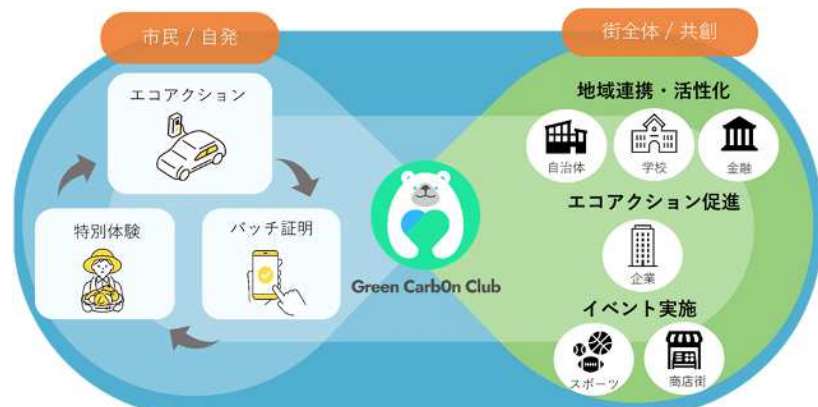 市民 / 自発
街全体 / 共創
エコアクション
特別体験
バッチ証明
Green Carb0n Club
地域連携・活性化
自治体
学校
金融
エコアクション促進
企業
イベント実施
スポーツ
商店街